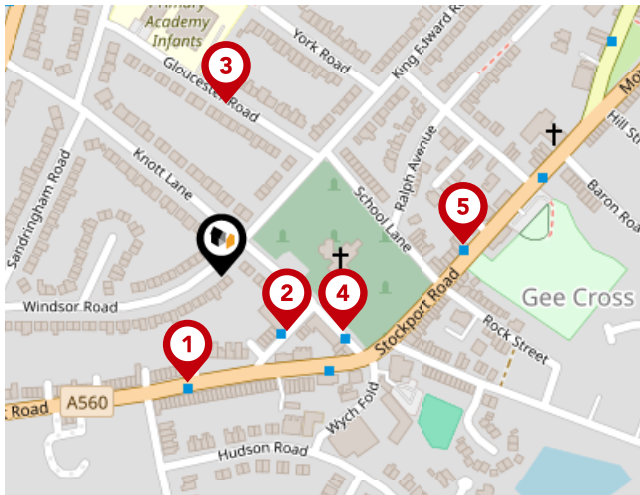 Primary
Academy
Infants
York Road
King Edward R
3
Gloucester Road
Mo
Hill St
Knott Lane
Ralph Avenue
Sandringham Road
School Lane
Baron Roa
5
Windsor Road
2
4
Gee Cross
Stockport Road
Rock Street
1
A560
Road
Wych Fold
Hudson Road